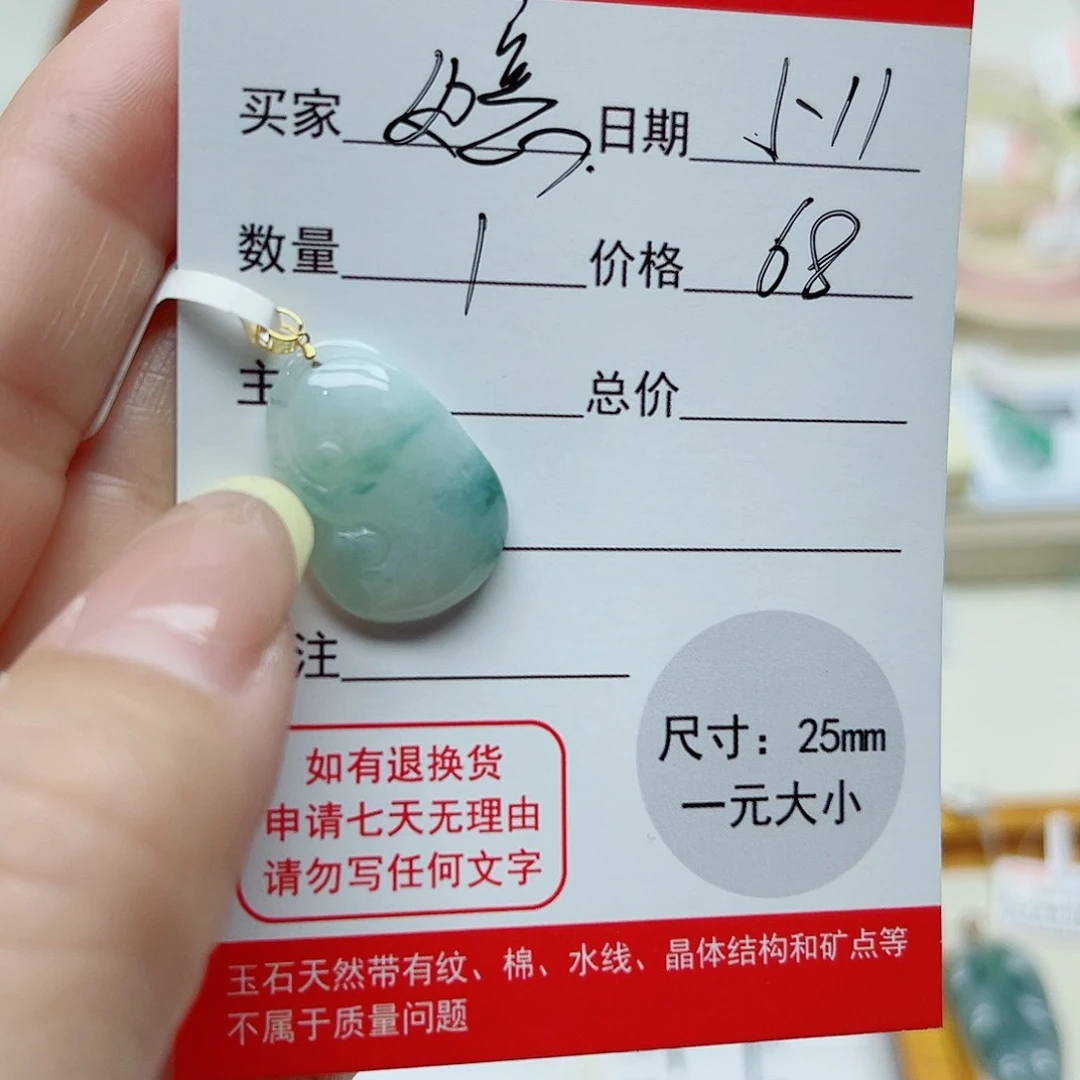 买家 日期 5-11
数量 1 价格 68
主 总价
注
尺寸：25mm
一元大小
如有退换货
申请七天无理由
请勿写任何文字
玉石天然带有纹、棉、水线、晶体结构和矿点等
不属于质量问题